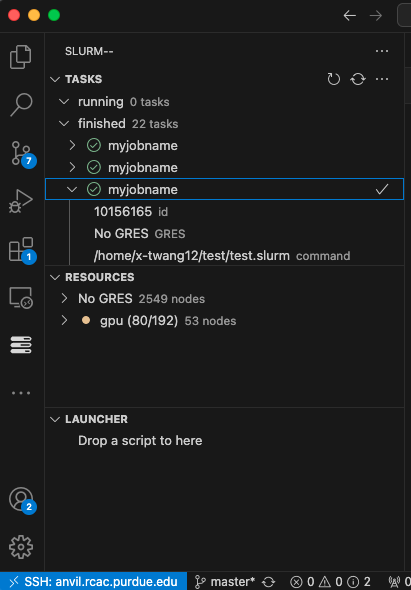 SLURM--
TASKS
running 0 tasks
finished 22 tasks
myjobname
myjobname
myjobname
10156165 id
No GRES GRES
/home/x-twang12/test/test.slurm command
RESOURCES
No GRES 2549 nodes
gpu (80/192) 53 nodes
LAUNCHER
Drop a script to here
7
1
2
SSH: anvil.rcac.purdue.edu master* 0 0 2 0